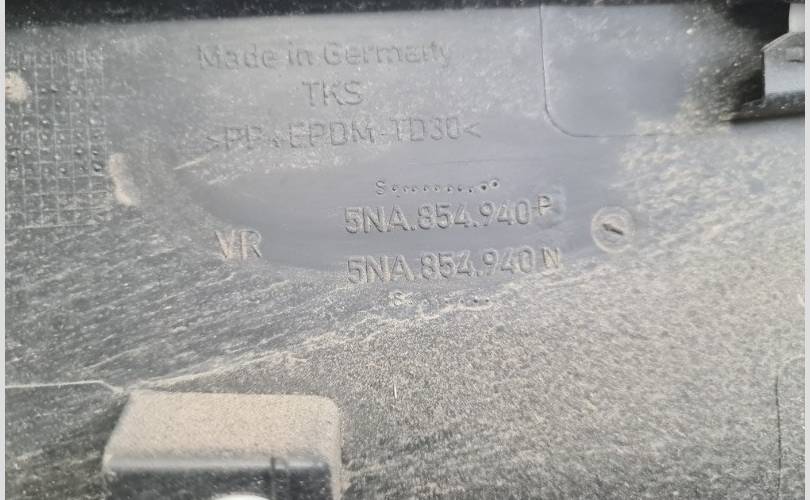 Made in Germany
TKS
>PP+EPDM-TD30<
5NA.854.940 P
VR
5NA.854.940 N